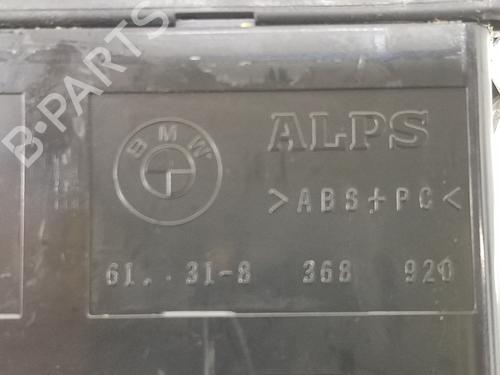 B-PARTS
BMW
ALPS
>ABS+PC<
61. 31-8 368 920